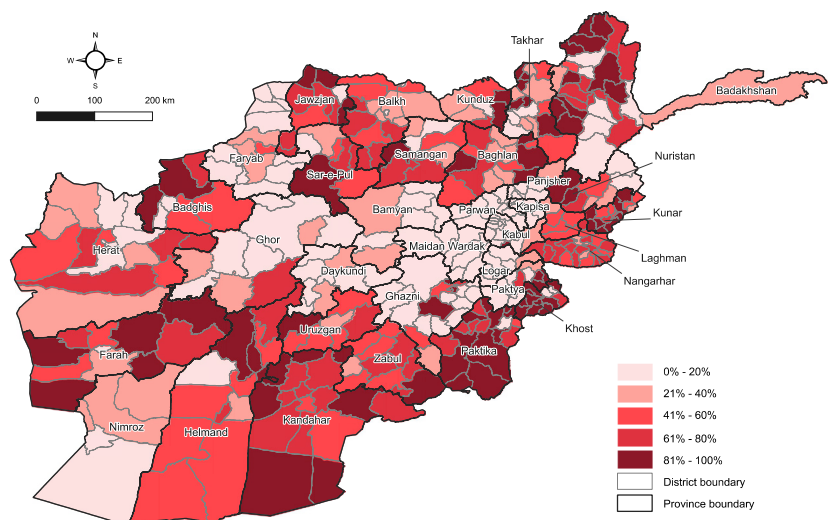 Takhar
N
W E
S
0 100 200 km
Jawzjan
Balkh
Kunduz
Badakhshan
Faryab
Samangan
Baghlan
Nuristan
Sar-e-Pul
Panjsher
Badghis
Bamyan
Parwan
Kapisa
Kunar
Herat
Ghor
Kabul
Maidan Wardak
Laghman
Daykundi
Logar
Nangarhar
Ghazni
Paktya
Khost
Uruzgan
Farah
Zabul
Paktika
Nimroz
Helmand
Kandahar
0% - 20%
21% - 40%
41% - 60%
61% - 80%
81% - 100%
District boundary
Province boundary